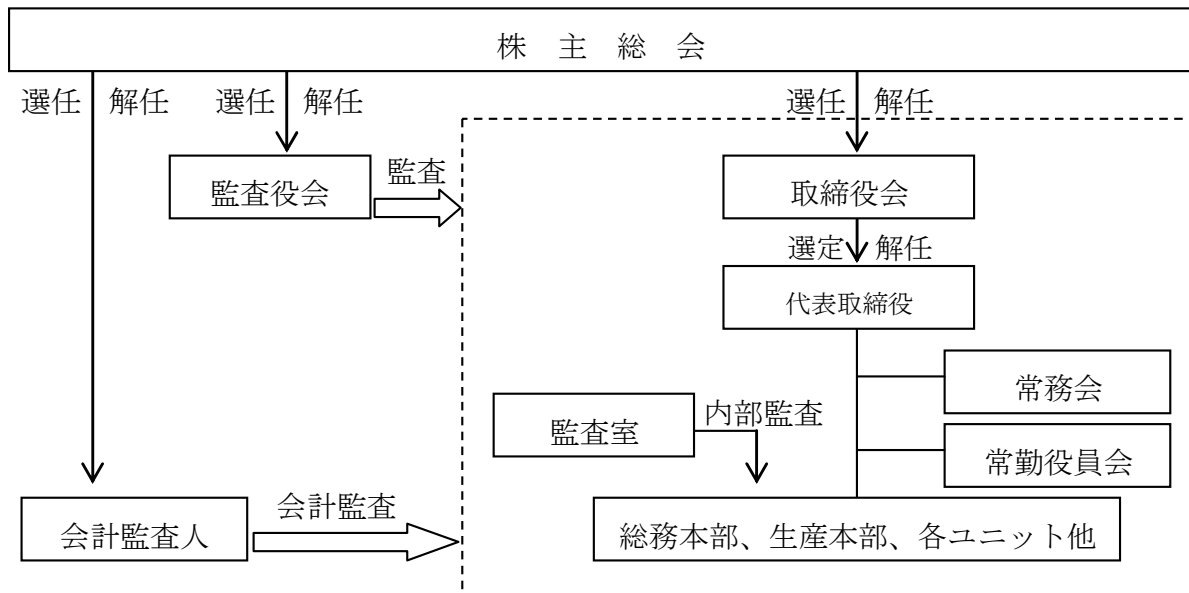 株 主 総 会
選任 解任 選任 解任 選任 解任
監査役会
監査
取締役会
選定 解任
代表取締役
常務会
監査室
内部監査
常勤役員会
会計監査人
会計監査
総務本部、生産本部、各ユニット他